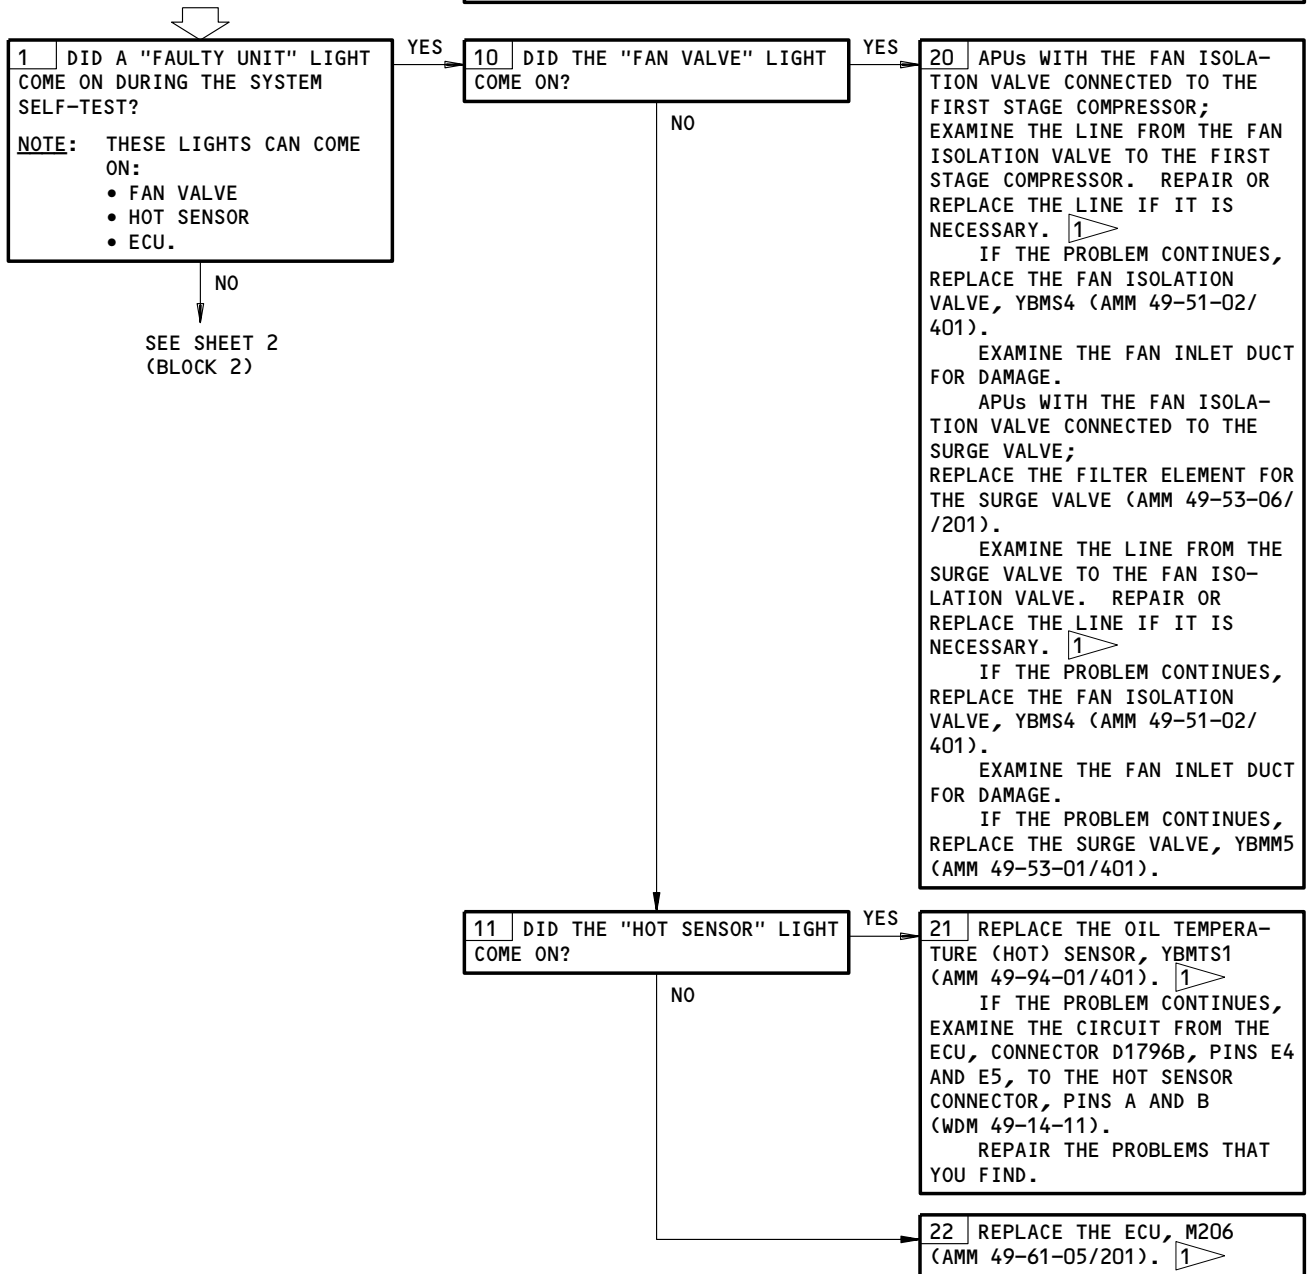 1 DID A "FAULTY UNIT" LIGHT
COME ON DURING THE SYSTEM
SELF-TEST?
NOTE: THESE LIGHTS CAN COME
ON:
• FAN VALVE
• HOT SENSOR
• ECU.
NO
SEE SHEET 2
(BLOCK 2)
YES
10 DID THE "FAN VALVE" LIGHT
COME ON?
NO
YES
20 APUs WITH THE FAN ISOLA-
TION VALVE CONNECTED TO THE
FIRST STAGE COMPRESSOR;
EXAMINE THE LINE FROM THE FAN
ISOLATION VALVE TO THE FIRST
STAGE COMPRESSOR. REPAIR OR
REPLACE THE LINE IF IT IS
NECESSARY. 1
IF THE PROBLEM CONTINUES,
REPLACE THE FAN ISOLATION
VALVE, YBMS4 (AMM 49-51-02/
401).
EXAMINE THE FAN INLET DUCT
FOR DAMAGE.
APUs WITH THE FAN ISOLA-
TION VALVE CONNECTED TO THE
SURGE VALVE;
REPLACE THE FILTER ELEMENT FOR
THE SURGE VALVE (AMM 49-53-06/
/201).
EXAMINE THE LINE FROM THE
SURGE VALVE TO THE FAN ISO-
LATION VALVE. REPAIR OR
REPLACE THE LINE IF IT IS
NECESSARY. 1
IF THE PROBLEM CONTINUES,
REPLACE THE FAN ISOLATION
VALVE, YBMS4 (AMM 49-51-02/
401).
EXAMINE THE FAN INLET DUCT
FOR DAMAGE.
IF THE PROBLEM CONTINUES,
REPLACE THE SURGE VALVE, YBMM5
(AMM 49-53-01/401).
11 DID THE "HOT SENSOR" LIGHT
COME ON?
NO
YES
21 REPLACE THE OIL TEMPERA-
TURE (HOT) SENSOR, YBMTS1
(AMM 49-94-01/401). 1
IF THE PROBLEM CONTINUES,
EXAMINE THE CIRCUIT FROM THE
ECU, CONNECTOR D1796B, PINS E4
AND E5, TO THE HOT SENSOR
CONNECTOR, PINS A AND B
(WDM 49-14-11).
REPAIR THE PROBLEMS THAT
YOU FIND.
22 REPLACE THE ECU, M206
(AMM 49-61-05/201). 1